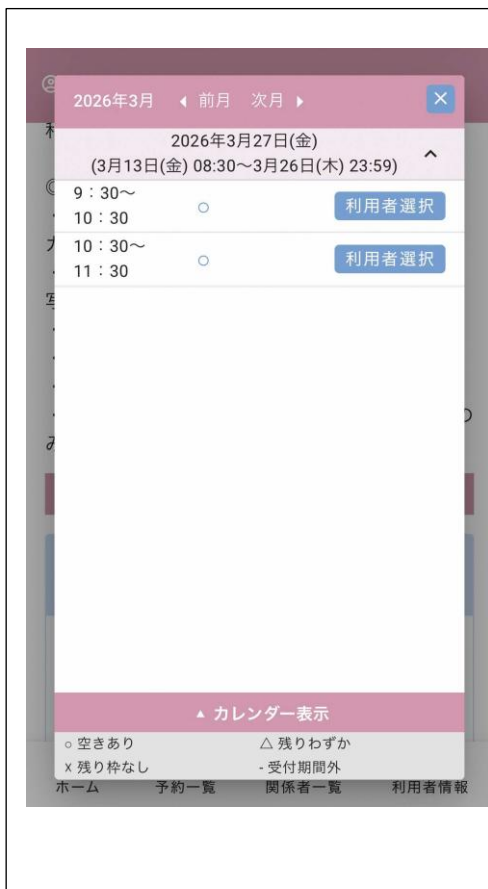 2026年3月 ◀ 前月 次月 ▶ ×
2026年3月27日(金)
(3月13日(金) 08:30〜3月26日(木) 23:59)
9：30〜
10：30
○ 利用者選択
10：30〜
11：30
○ 利用者選択
▲ カレンダー表示
○ 空きあり △ 残りわずか
x 残り枠なし - 受付期間外
ホーム 予約一覧 関係者一覧 利用者情報